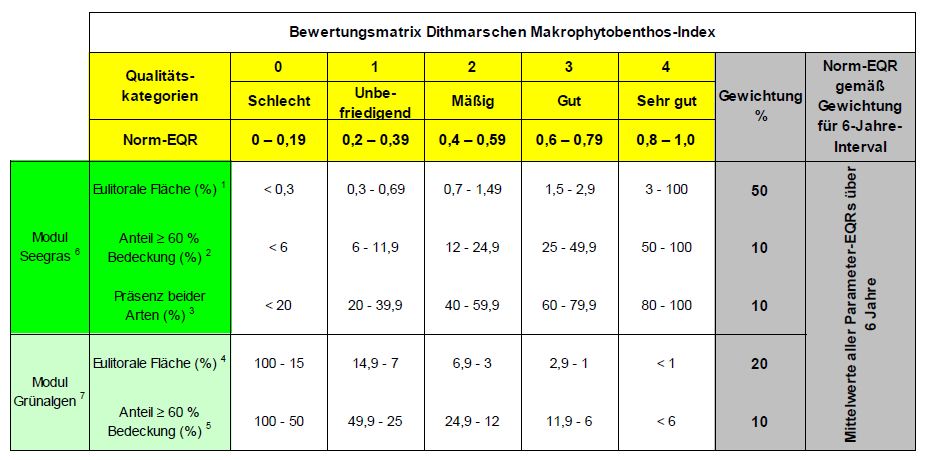 Bewertungsmatrix Dithmarschen Makrophytobenthos-Index
Qualitäts-
kategorien
0
1
2
3
4
Schlecht
Unbe-
friedigend
Mäßig
Gut
Sehr gut
Gewichtung
%
Norm-EQR
gemäß
Gewichtung
für 6-Jahre-
Interval
Norm-EQR
0 – 0,19
0,2 – 0,39
0,4 – 0,59
0,6 – 0,79
0,8 – 1,0
Modul
Seegras 6
Eulitorale Fläche (%) 1
< 0,3
0,3 - 0,69
0,7 - 1,49
1,5 - 2,9
3 - 100
50
Anteil ≥ 60 %
Bedeckung (%) 2
< 6
6 - 11,9
12 - 24,9
25 - 49,9
50 - 100
10
Präsenz beider
Arten (%) 3
< 20
20 - 39,9
40 - 59,9
60 - 79,9
80 - 100
10
Modul
Grünalgen 7
Eulitorale Fläche (%) 4
100 - 15
14,9 - 7
6,9 - 3
2,9 - 1
< 1
20
Anteil ≥ 60 %
Bedeckung (%) 5
100 - 50
49,9 - 25
24,9 - 12
11,9 - 6
< 6
10
Mittelwerte aller Parameter-EQRs über
6 Jahre